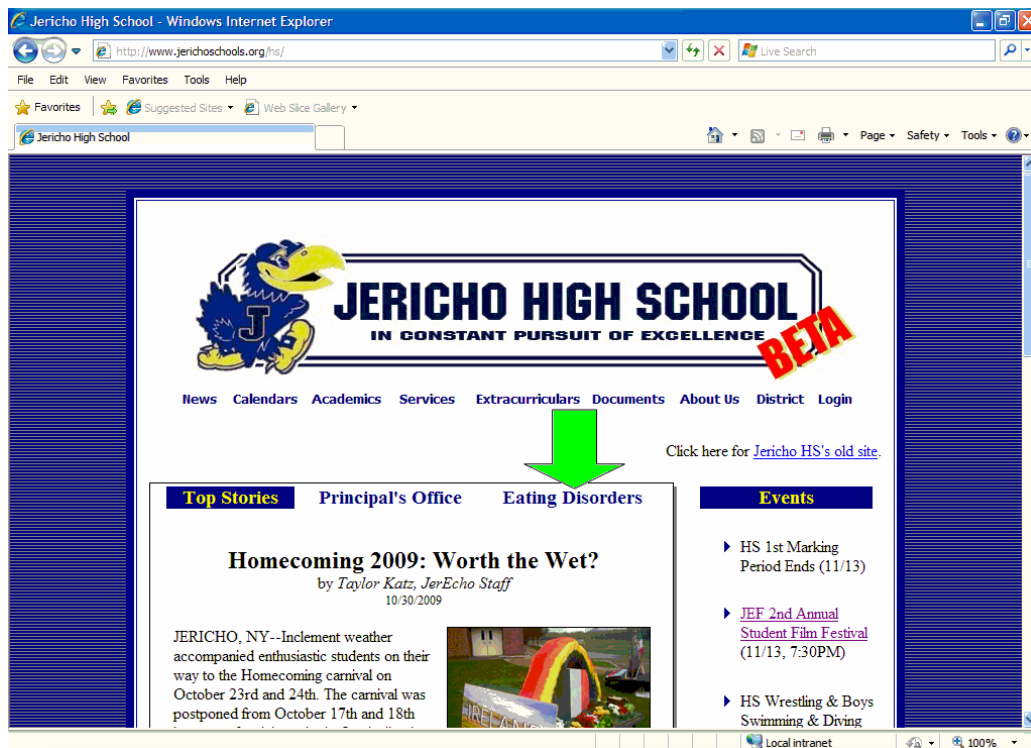 Jericho High School - Windows Internet Explorer
http://www.jerichoschools.org/hs/
Live Search
File Edit View Favorites Tools Help
Favorites Suggested Sites Web Slice Gallery
Jericho High School
Page Safety Tools
J
JERICHO HIGH SCHOOL
IN CONSTANT PURSUIT OF EXCELLENCE
BETA
News Calendars Academics Services Extracurriculars Documents About Us District Login
Click here for Jericho HS's old site.
Top Stories Principal's Office Eating Disorders
Homecoming 2009: Worth the Wet?
by Taylor Katz, JerEcho Staff
10/30/2009
JERICHO, NY--Inclement weather
accompanied enthusiastic students on their
way to the Homecoming carnival on
October 23rd and 24th. The carnival was
postponed from October 17th and 18th
IRELAND
Events
HS 1st Marking
Period Ends (11/13)
JEF 2nd Annual
Student Film Festival
(11/13, 7:30PM)
HS Wrestling & Boys
Swimming & Diving
Local intranet
100%